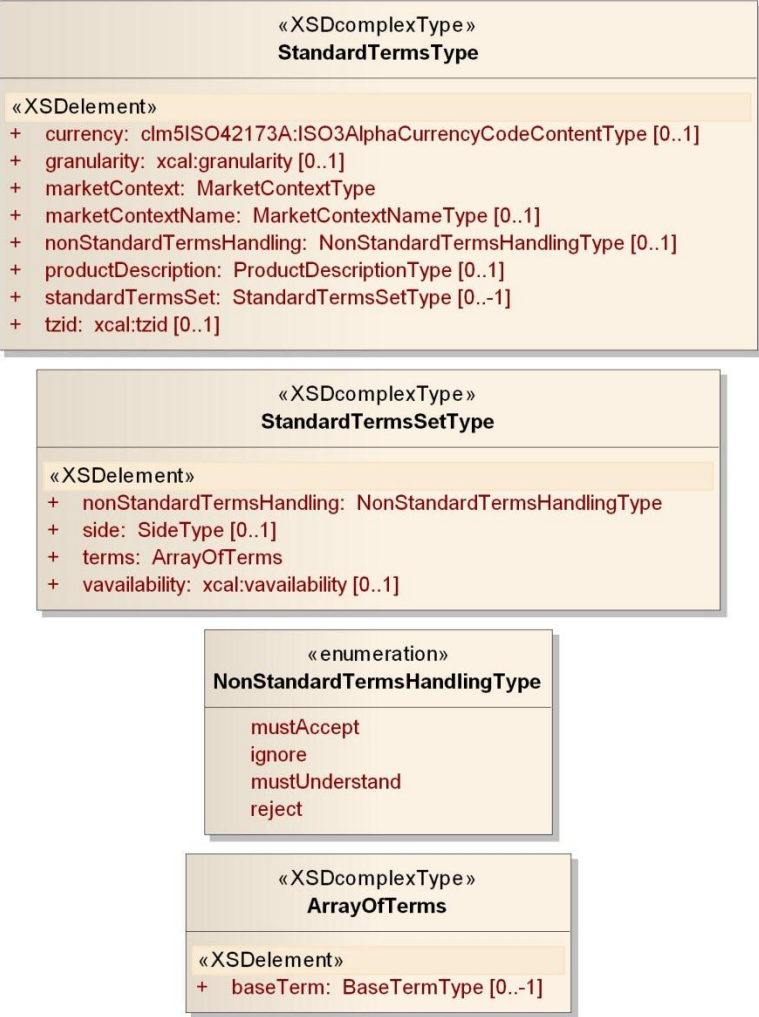 «XSDcomplexType»
StandardTermsType
«XSDelement»
+ currency: clm5ISO42173A:ISO3AlphaCurrencyCodeContentType [0..1]
+ granularity: xcal:granularity [0..1]
+ marketContext: MarketContextType
+ marketContextName: MarketContextNameType [0..1]
+ nonStandardTermsHandling: NonStandardTermsHandlingType [0..1]
+ productDescription: ProductDescriptionType [0..1]
+ standardTermsSet: StandardTermsSetType [0..-1]
+ tzid: xcal:tzid [0..1]
«XSDcomplexType»
StandardTermsSetType
«XSDelement»
+ nonStandardTermsHandling: NonStandardTermsHandlingType
+ side: SideType [0..1]
+ terms: ArrayOfTerms
+ vavailability: xcal:vavailability [0..1]
«enumeration»
NonStandardTermsHandlingType
mustAccept
ignore
mustUnderstand
reject
«XSDcomplexType»
ArrayOfTerms
«XSDelement»
+ baseTerm: BaseTermType [0..-1]